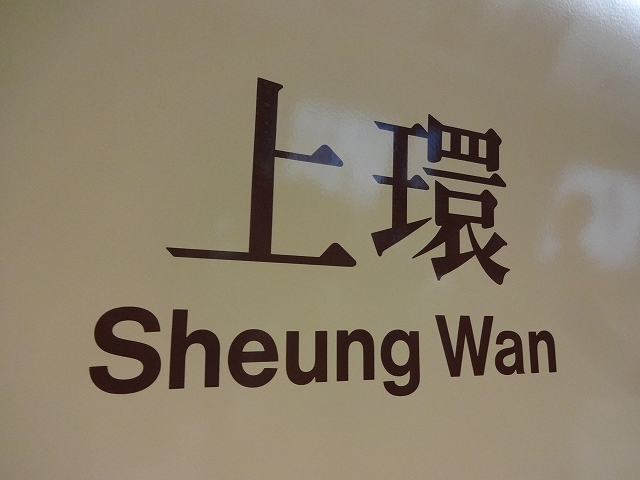 上環
Sheung Wan